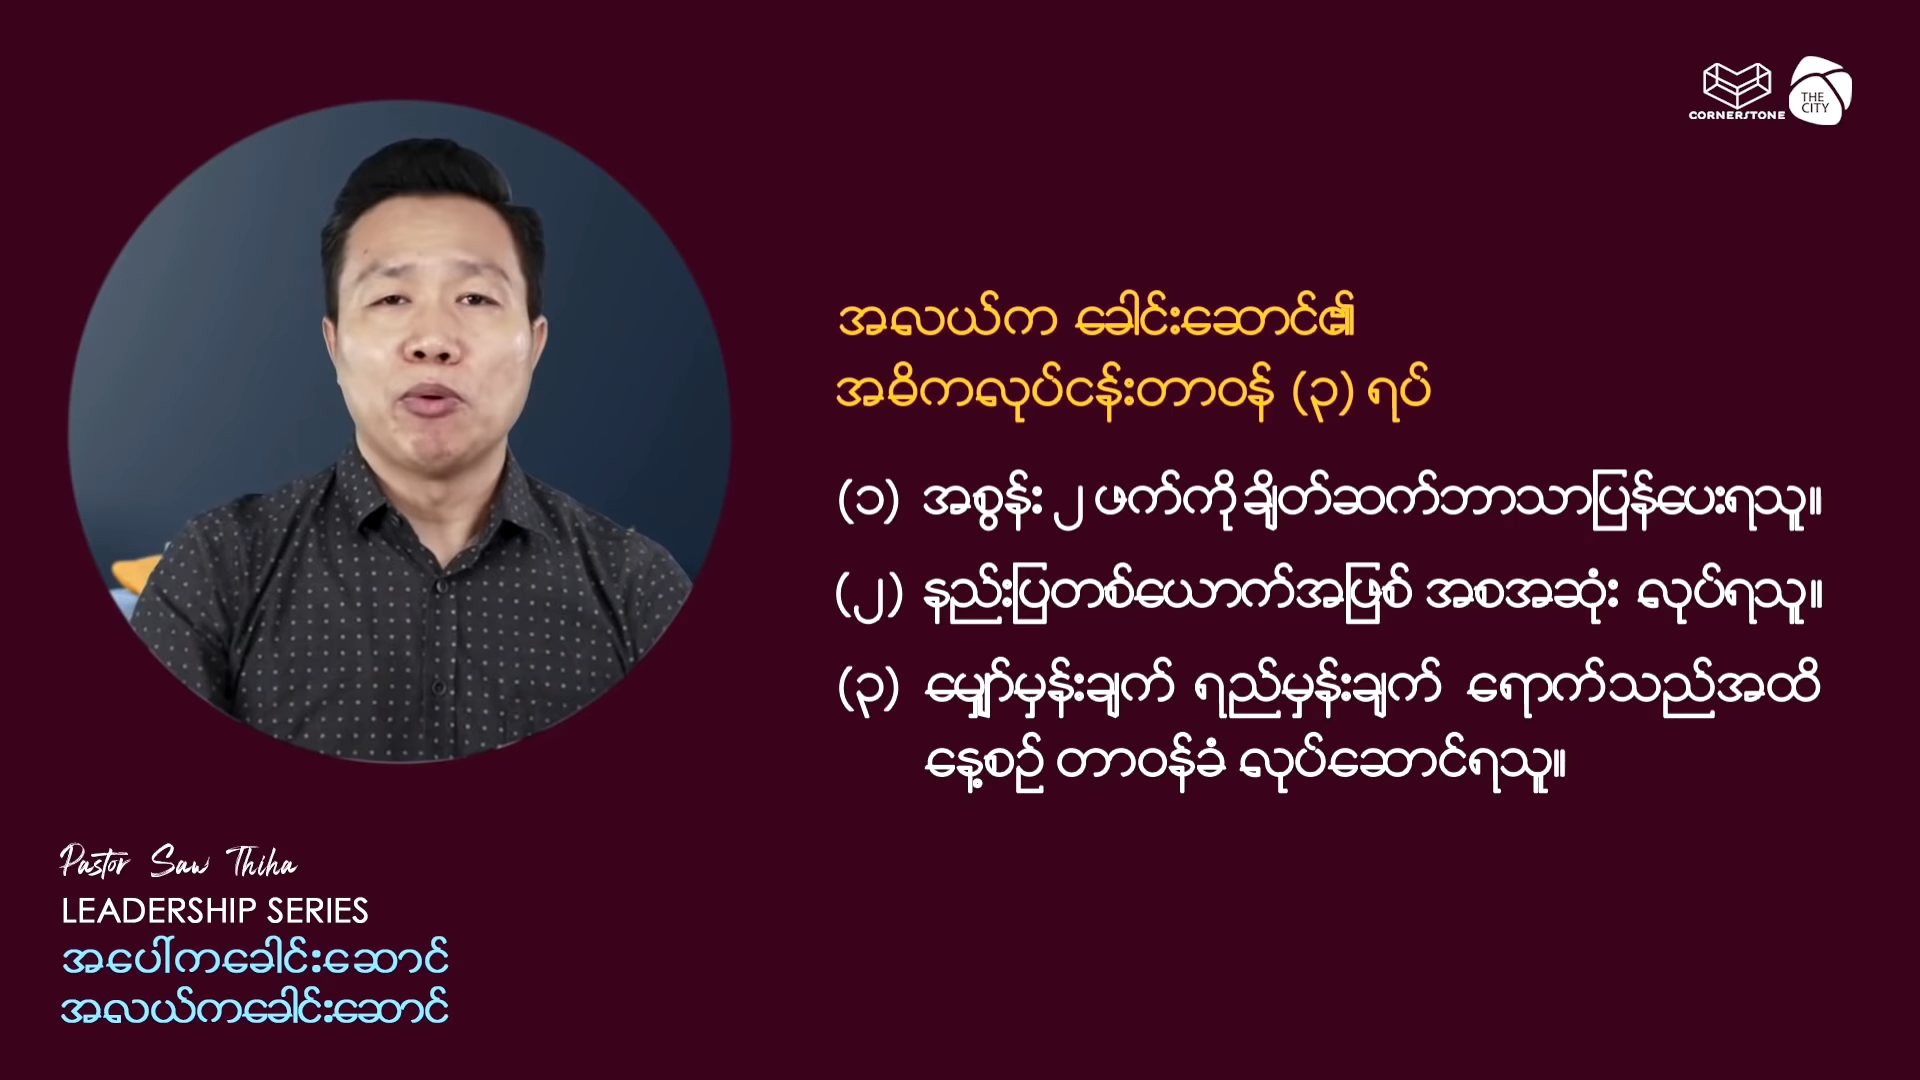 CORNERSTONE
THE
CITY
အလယ်က ခေါင်းဆောင်၏
အဓိကလုပ်ငန်းတာဝန် (၃) ရပ်
(၁) အစွန်း ၂ ဖက်ကို ချိတ်ဆက်ဘာသာပြန်ပေးရသူ။
(၂) နည်းပြတစ်ယောက်အဖြစ် အစအဆုံး လုပ်ရသူ။
(၃) မျှော်မှန်းချက် ရည်မှန်းချက် ရောက်သည်အထိ
နေ့စဉ် တာဝန်ခံ လုပ်ဆောင်ရသူ။
Pastor Saw Thiha
LEADERSHIP SERIES
အပေါ်ကခေါင်းဆောင်
အလယ်ကခေါင်းဆောင်